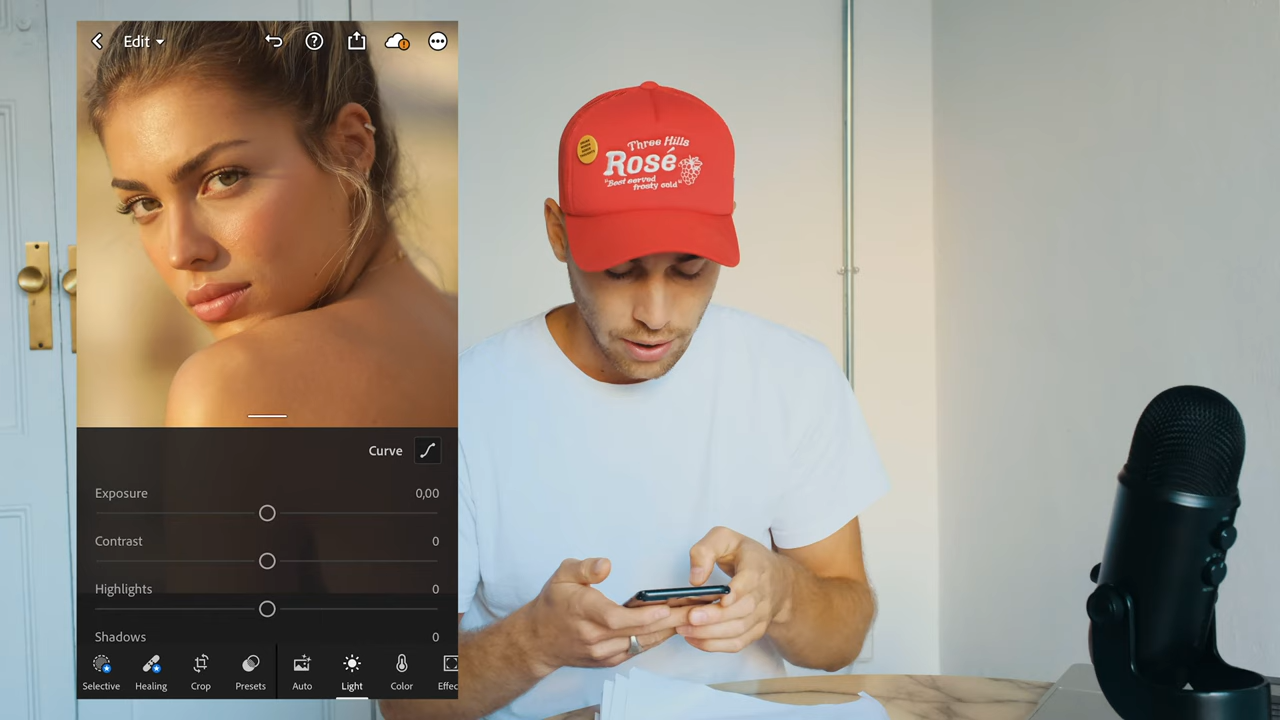 Edit
Three Hills
Rosé
"Best served
frosty cold"
Curve
Exposure 0,00
Contrast 0
Highlights 0
Shadows 0
Selective Healing Crop Presets Auto Light Color Effec